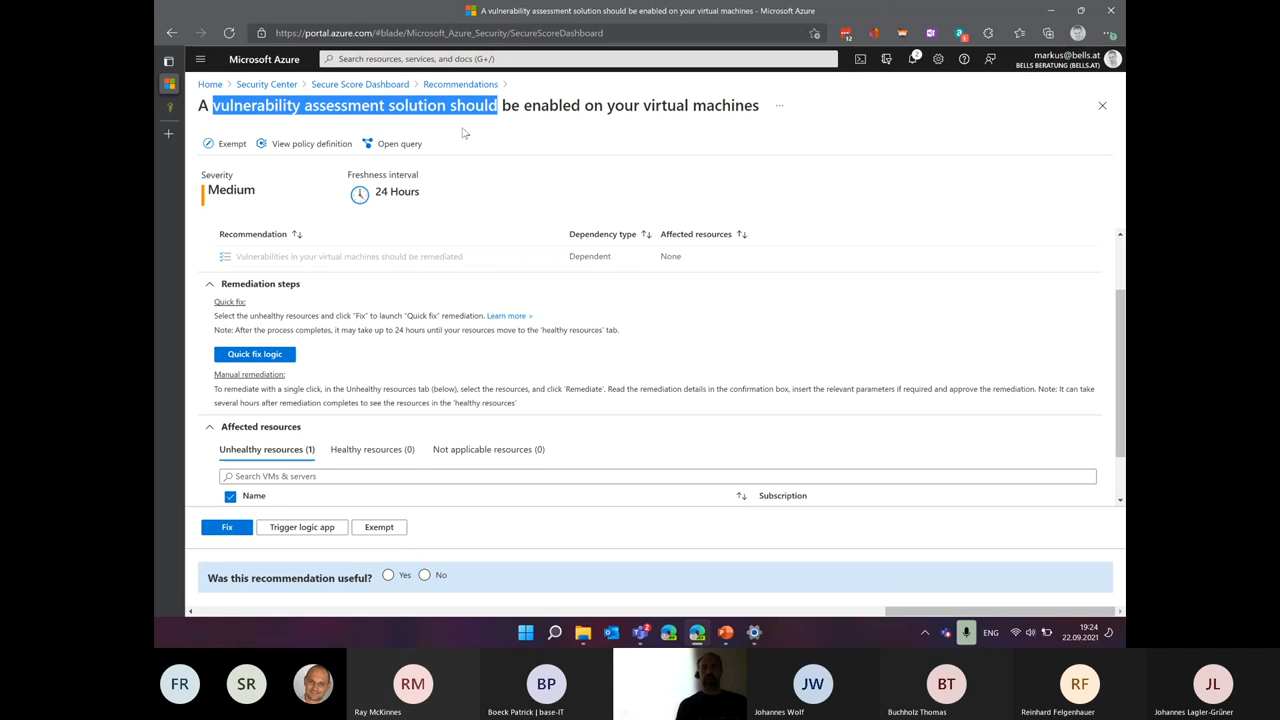 A vulnerability assessment solution should be enabled on your virtual machines - Microsoft Azure
https://portal.azure.com/#blade/Microsoft_Azure_Security/SecureScoreDashboard
12
Microsoft Azure
Search resources, services, and docs (G+/)
2
markus@bells.at
BELLS BERATUNG (BELLS.AT)
Home > Security Center > Secure Score Dashboard > Recommendations >
A vulnerability assessment solution should be enabled on your virtual machines ...
Exempt View policy definition Open query
Severity
Medium
Freshness interval
24 Hours
Recommendation Dependency type Affected resources
Vulnerabilities in your virtual machines should be remediated Dependent None
Remediation steps
Quick fix:
Select the unhealthy resources and click "Fix" to launch "Quick fix" remediation. Learn more >
Note: After the process completes, it may take up to 24 hours until your resources move to the 'healthy resources' tab.
Quick fix logic
Manual remediation:
To remediate with a single click, in the Unhealthy resources tab (below), select the resources, and click 'Remediate'. Read the remediation details in the confirmation box, insert the relevant parameters if required and approve the remediation. Note: It can take
several hours after remediation completes to see the resources in the 'healthy resources'
Affected resources
Unhealthy resources (1) Healthy resources (0) Not applicable resources (0)
Search VMs & servers
Name Subscription
Fix Trigger logic app Exempt
Was this recommendation useful? Yes No
2
ENG
19:24
22.09.2021
FR
SR
RM
Ray McKinnes
BP
Boeck Patrick | base-IT
JW
Johannes Wolf
BT
Buchholz Thomas
RF
Reinhard Felgenhauer
JL
Johannes Lagler-Grüner